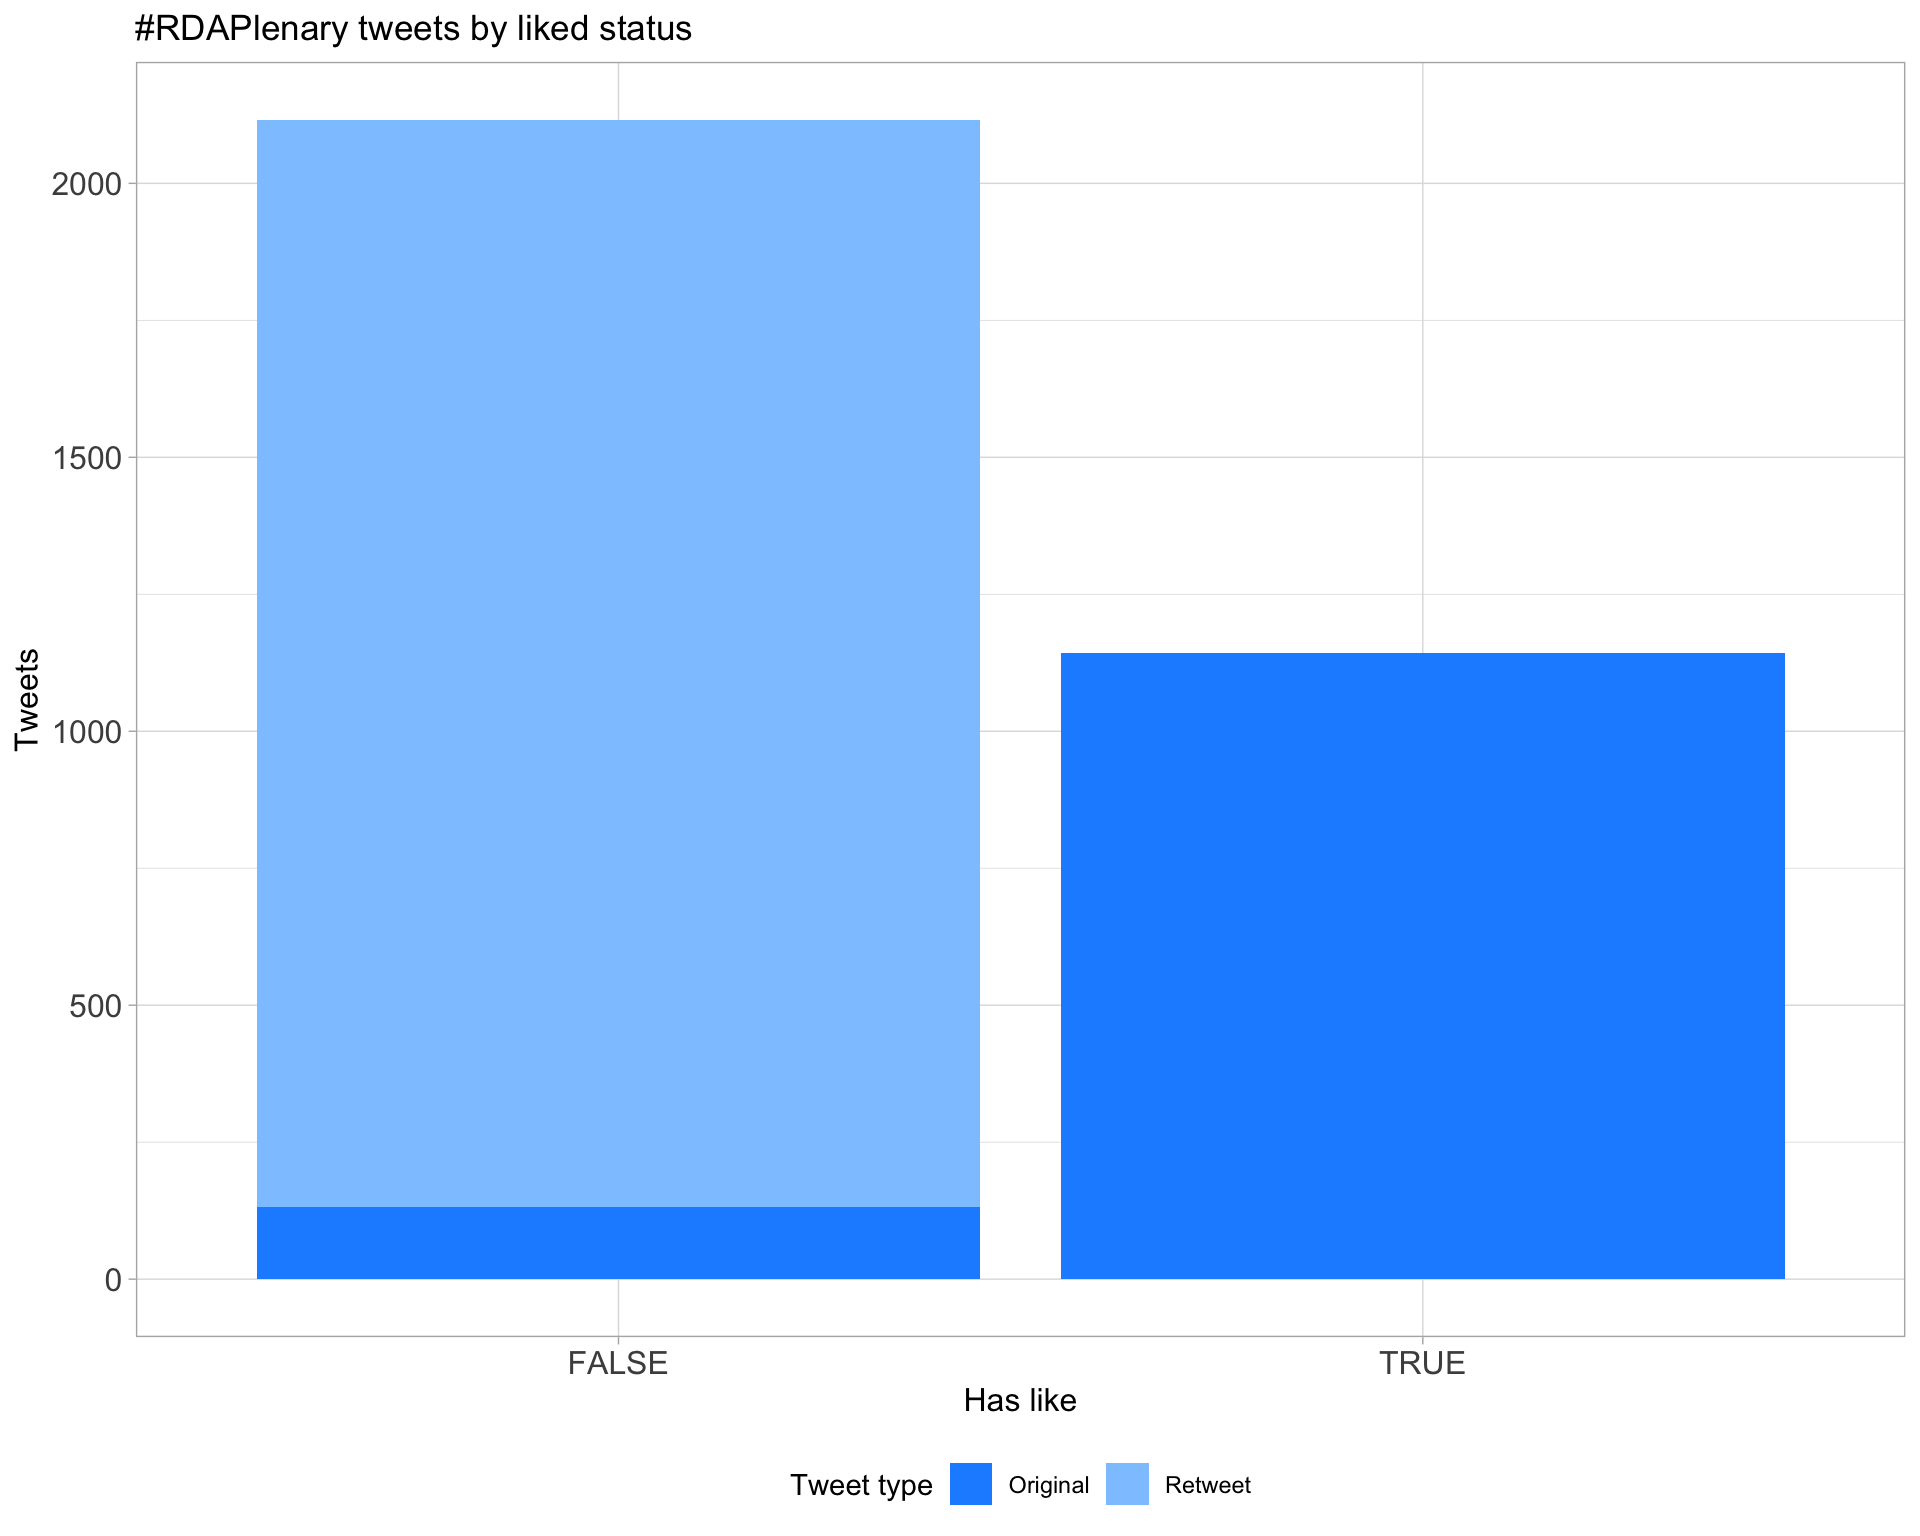 #RDAPlenary tweets by liked status
Tweets
2000
1500
1000
500
0
FALSE TRUE
Has like
Tweet type Original Retweet